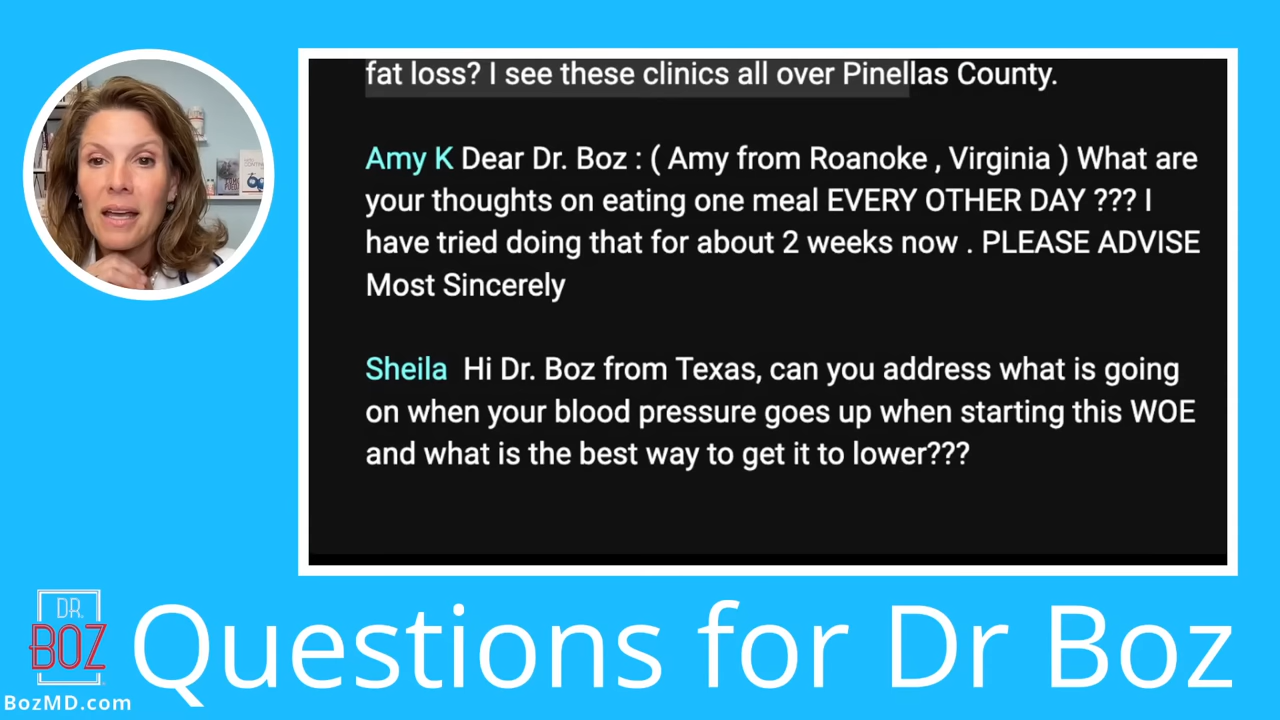 fat loss? I see these clinics all over Pinellas County.
Amy K Dear Dr. Boz : ( Amy from Roanoke , Virginia ) What are
your thoughts on eating one meal EVERY OTHER DAY ??? I
have tried doing that for about 2 weeks now . PLEASE ADVISE
Most Sincerely
Sheila Hi Dr. Boz from Texas, can you address what is going
on when your blood pressure goes up when starting this WOE
and what is the best way to get it to lower???
DR.
BOZ
Questions for Dr Boz
BozMD.com